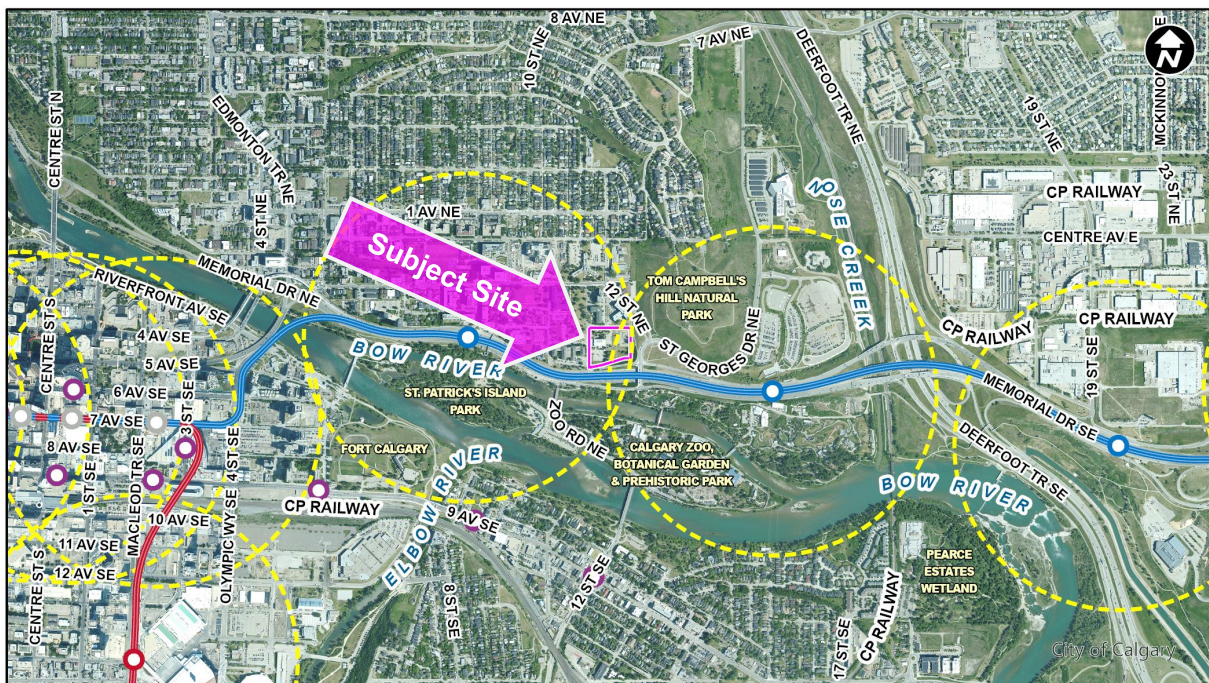 8 AV NE
7 AV NE
10 ST NE
DEERFOOT TR NE
MCKINNO
E
N
CENTRE ST N
EDMONTON TR NE
4 ST NE
1 AV NE
19 ST NE
23 ST NE
CP RAILWAY
CENTRE AV E
NOSE CREEK
Subject Site
MEMORIAL DR NE
RIVERFRONT AV SE
12 ST NE
TOM CAMPBELL'S
HILL NATURAL
PARK
ST GEORGES DR NE
CP RAILWAY
CP RAILWAY
19 ST SE
4 AV SE
5 AV SE
6 AV SE
7 AV SE
8 AV SE
CENTRE ST S
1 ST SE
MACLEOD TR SE
3 ST SE
4 ST SE
BOW RIVER
ST. PATRICK'S ISLAND
PARK
ZOO RD NE
FORT CALGARY
CALGARY ZOO,
BOTANICAL GARDEN
& PREHISTORIC PARK
MEMORIAL DR SE
DEERFOOT TR SE
BOW RIVER
CP RAILWAY
ELBOW RIVER
9 AV SE
10 AV SE
11 AV SE
12 AV SE
OLYMPIC WY SE
CENTRE ST S
8 ST SE
12 ST SE
17 ST SE
CP RAILWAY
PEARCE
ESTATES
WETLAND
City of Calgary